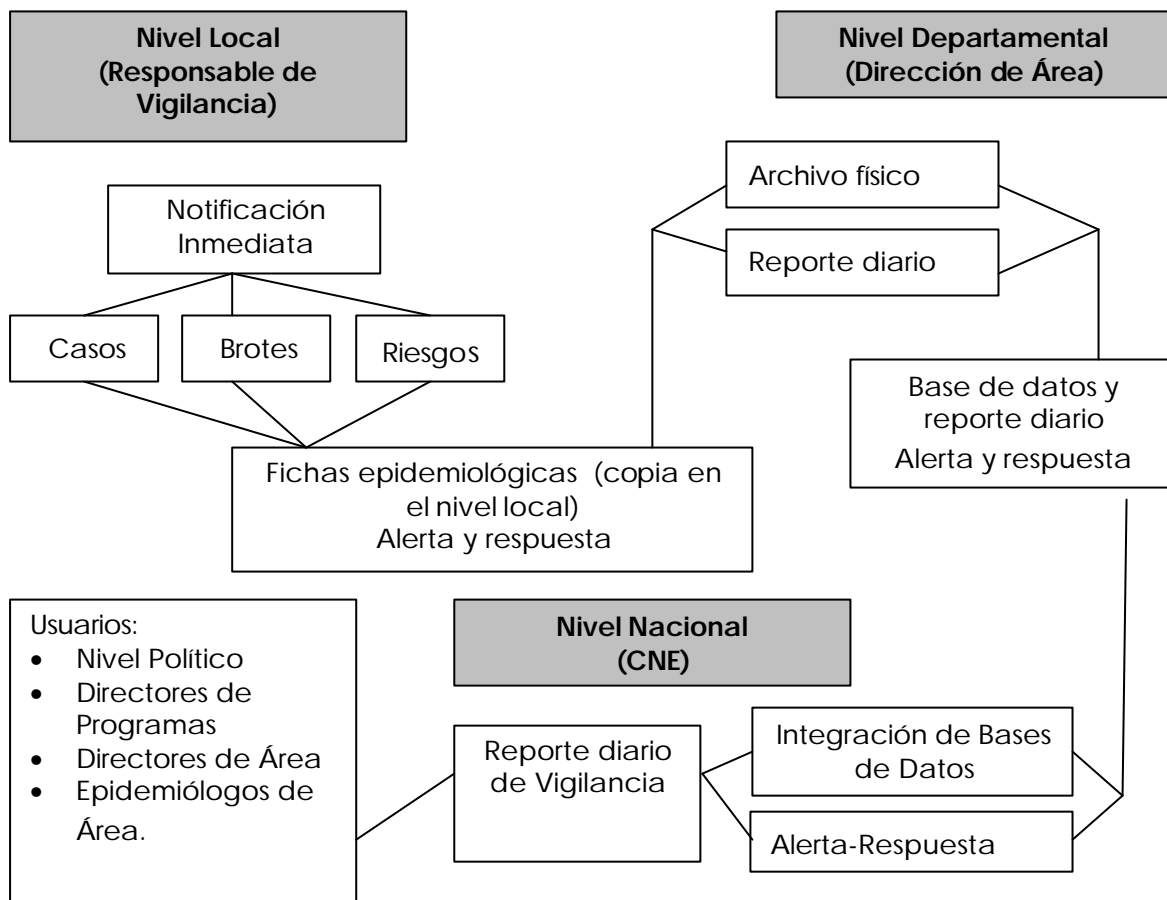 Nivel Local
(Responsable de
Vigilancia)
Nivel Departamental
(Dirección de Área)
Notificación
Inmediata
Casos
Brotes
Riesgos
Fichas epidemiológicas (copia en
el nivel local)
Alerta y respuesta
Archivo físico
Reporte diario
Base de datos y
reporte diario
Alerta y respuesta
Nivel Nacional
(CNE)
Integración de Bases
de Datos
Alerta-Respuesta
Reporte diario
de Vigilancia
Usuarios:
• Nivel Político
• Directores de
Programas
• Directores de Área
• Epidemiólogos de
Área.